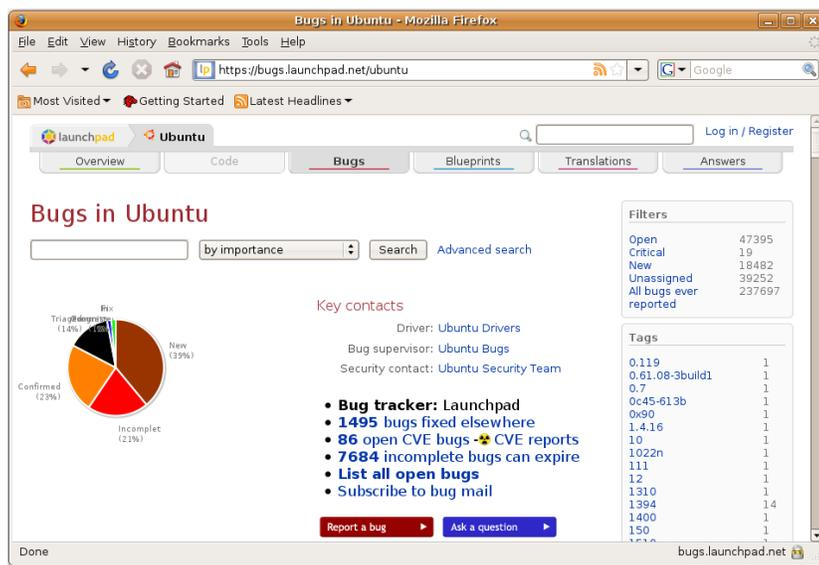 Bugs in Ubuntu - Mozilla Firefox
File Edit View History Bookmarks Tools Help
lp https://bugs.launchpad.net/ubuntu
G Google
Most Visited Getting Started Latest Headlines
launchpad Ubuntu
Log in / Register
Overview Code Bugs Blueprints Translations Answers
Bugs in Ubuntu
by importance Search Advanced search
Fix
(14%)
New
(39%)
Confirmed
(23%)
Incomplet
(21%)
Key contacts
Driver: Ubuntu Drivers
Bug supervisor: Ubuntu Bugs
Security contact: Ubuntu Security Team
• Bug tracker: Launchpad
• 1495 bugs fixed elsewhere
• 86 open CVE bugs - CVE reports
• 7684 incomplete bugs can expire
• List all open bugs
• Subscribe to bug mail
Report a bug Ask a question
Filters
Open 47395
Critical 19
New 18482
Unassigned 39252
All bugs ever 237697
reported
Tags
0.119 1
0.61.08-3build1 1
0.7 1
0c45-613b 1
0x90 1
1.4.16 1
10 1
1022n 1
111 1
12 1
1310 1
1394 14
1400 1
150 1
Done bugs.launchpad.net